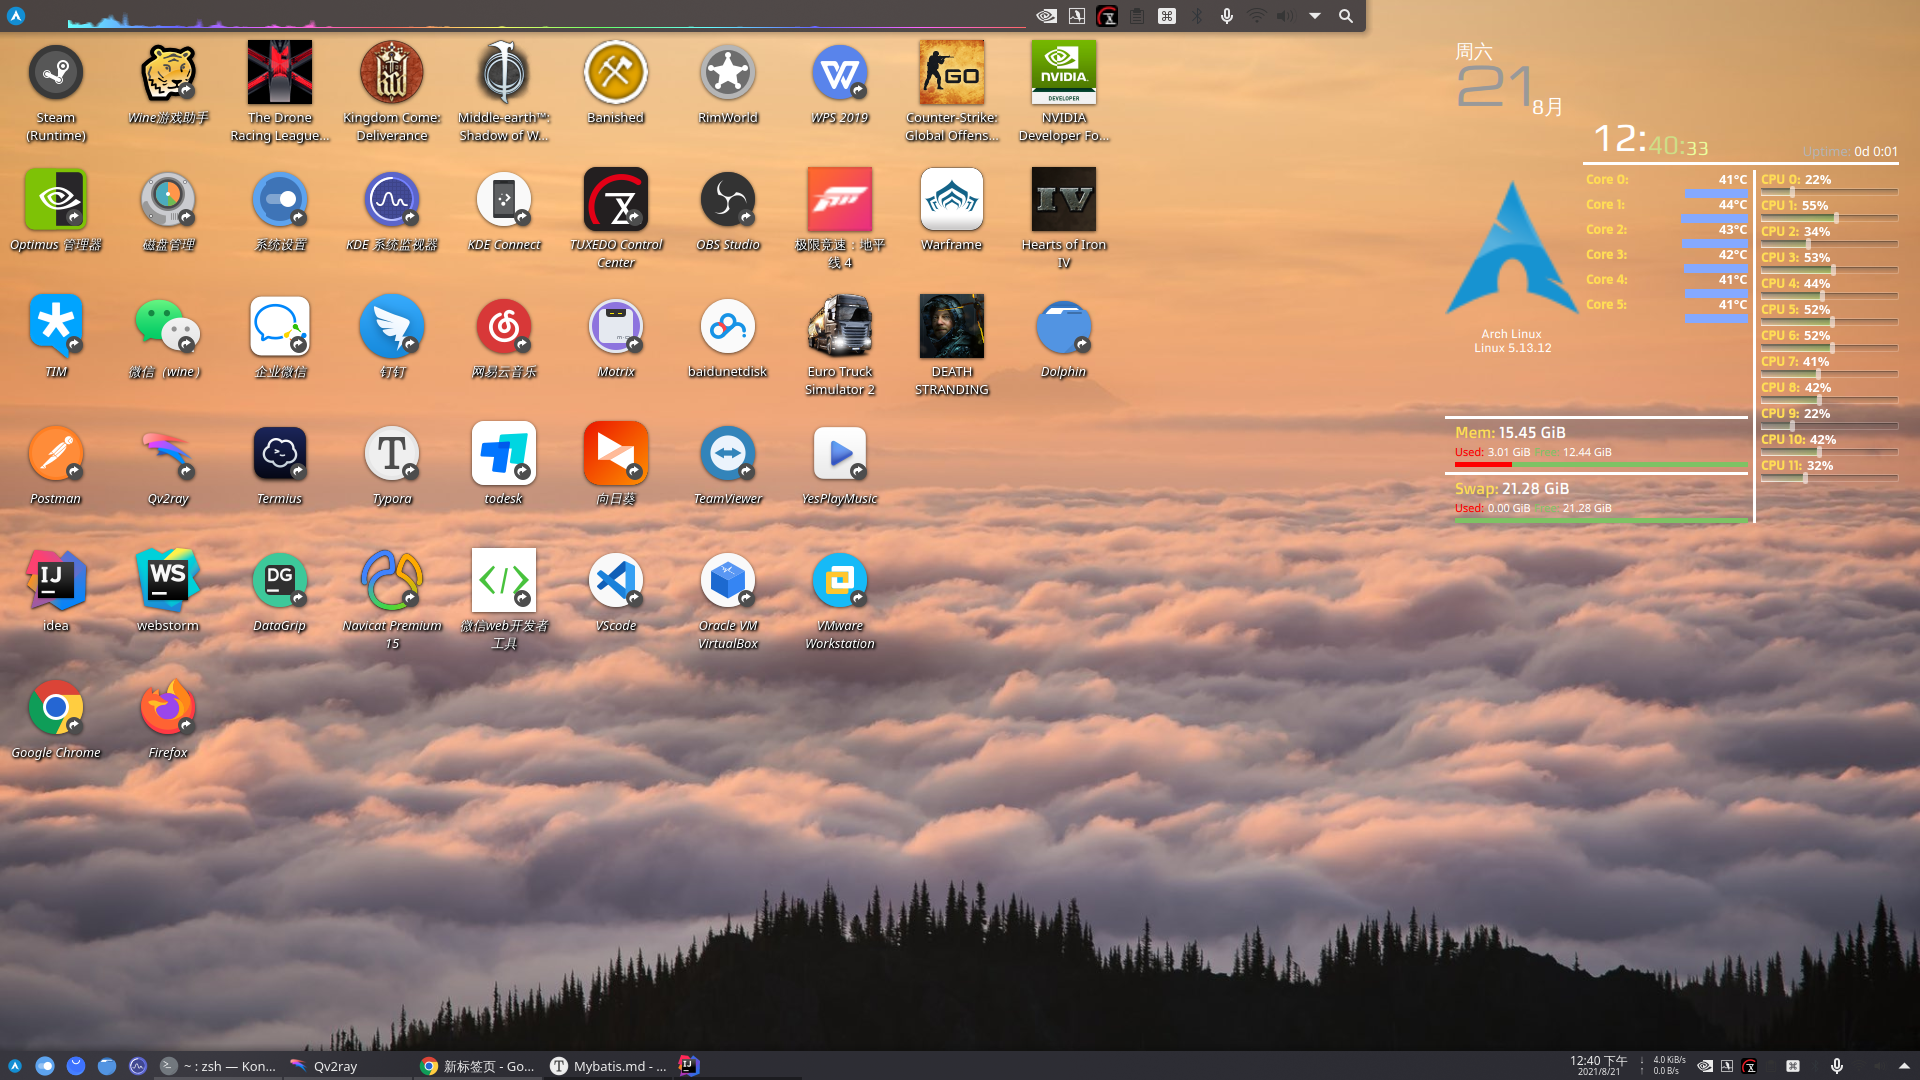 Steam
(Runtime)
Wine游戏助手
The Drone
Racing League...
Kingdom Come:
Deliverance
Middle-earth™:
Shadow of W...
Banished
RimWorld
WPS 2019
GO
Counter-Strike:
Global Offens...
NVIDIA.
DEVELOPER
NVIDIA
Developer Fo...
Optimus 管理器
磁盘管理
系统设置
KDE 系统监视器
KDE Connect
TUXEDO Control
Center
OBS Studio
极限竞速：地平
线 4
Warframe
IV
Hearts of Iron
IV
TIM
微信（wine）
企业微信
钉钉
网易云音乐
Motrix
baidunetdisk
Euro Truck
Simulator 2
DEATH
STRANDING
Dolphin
Postman
Qv2ray
Termius
T
Typora
todesk
向日葵
TeamViewer
YesPlayMusic
IJ
idea
WS
webstorm
DG
DataGrip
Navicat Premium
15
</>
微信web开发者
工具
VScode
Oracle VM
VirtualBox
VMware
Workstation
Google Chrome
Firefox
周六
21
8月
12:40:33
Uptime: 0d 0:01
Core 0: 41°C
Core 1: 44°C
Core 2: 43°C
Core 3: 42°C
Core 4: 41°C
Core 5: 41°C
Arch Linux
Linux 5.13.12
CPU 0: 22%
CPU 1: 55%
CPU 2: 34%
CPU 3: 53%
CPU 4: 44%
CPU 5: 52%
CPU 6: 52%
CPU 7: 41%
CPU 8: 42%
CPU 9: 22%
CPU 10: 42%
CPU 11: 32%
Mem: 15.45 GiB
Used: 3.01 GiB Free: 12.44 GiB
Swap: 21.28 GiB
Used: 0.00 GiB Free: 21.28 GiB
~ : zsh — Kon...
Qv2ray
新标签页 - Go...
Mybatis.md - ...
12:40 下午
2021/8/21
↓ 4.0 KiB/s
↑ 0.0 B/s